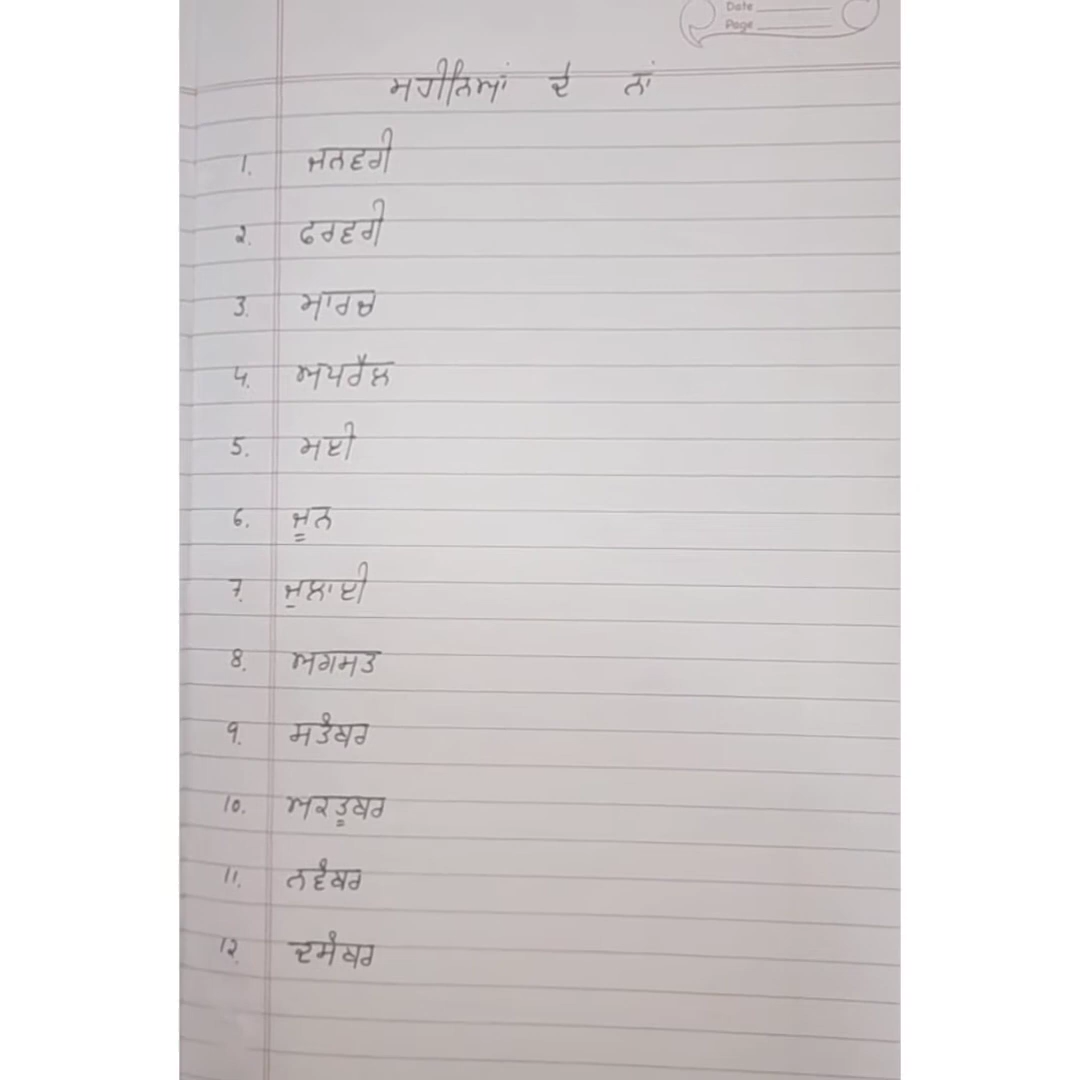 Date
Page
ਮਹੀਨਿਆਂ ਦੇ ਨਾਂ
1. ਜਨਵਰੀ
2. ਫਰਵਰੀ
3. ਮਾਰਚ
4. ਅਪਰੈਲ
5. ਮਈ
6. ਜੂਨ
7. ਜੁਲਾਈ
8. ਅਗਸਤ
9. ਸਤੰਬਰ
10. ਅਕਤੂਬਰ
11. ਨਵੰਬਰ
12. ਦਸੰਬਰ